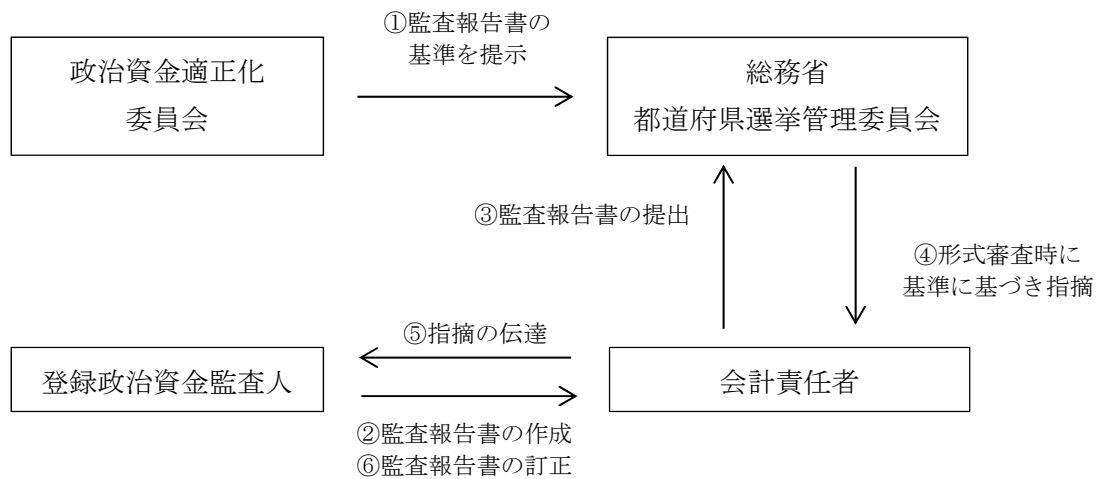 ①監査報告書の
基準を提示
政治資金適正化
委員会
総務省
都道府県選挙管理委員会
③監査報告書の提出
④形式審査時に
基準に基づき指摘
⑤指摘の伝達
登録政治資金監査人
会計責任者
②監査報告書の作成
⑥監査報告書の訂正